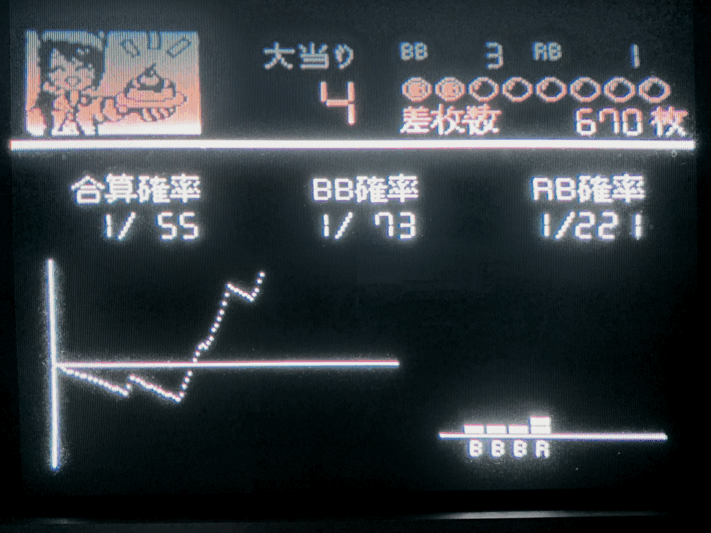 大当り 4
BB 3 RB 1
差枚数 670枚
合算確率 BB確率 RB確率
1/ 55 1/ 73 1/221
B B B R